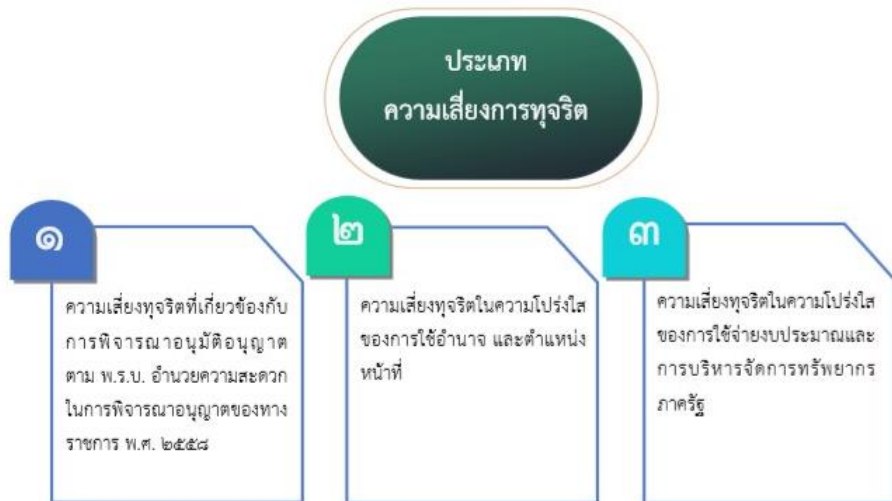 ประเภท
ความเสี่ยงการทุจริต
๑
ความเสี่ยงทุจริตที่เกี่ยวข้องกับ
การพิจารณาอนุมัติอนุญาต
ตาม พ.ร.บ. อำนวยความสะดวก
ในการพิจารณาอนุญาตของทาง
ราชการ พ.ศ. ๒๕๕๘
๒
ความเสี่ยงทุจริตในความโปร่งใส
ของการใช้อำนาจ และตำแหน่ง
หน้าที่
๓
ความเสี่ยงทุจริตในความโปร่งใส
ของการใช้จ่ายงบประมาณและ
การบริหารจัดการทรัพยากร
ภาครัฐ